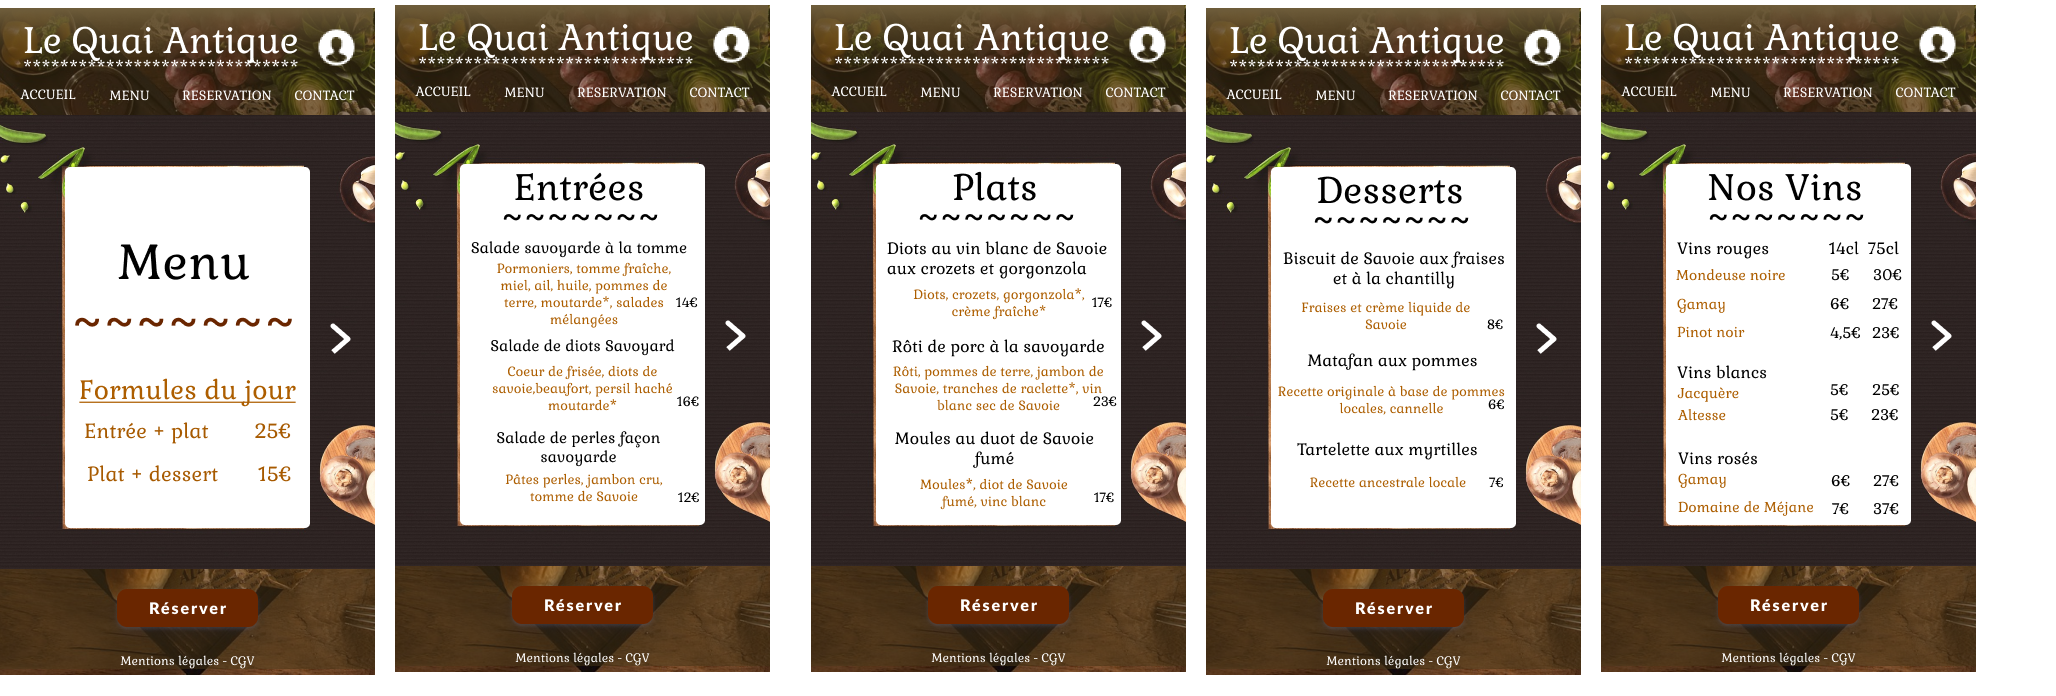 Le Quai Antique
******************************
ACCUEIL MENU RESERVATION CONTACT
Menu
~~~~~~~
Formules du jour
Entrée + plat 25€
Plat + dessert 15€
Réserver
Mentions légales - CGV
Le Quai Antique
******************************
ACCUEIL MENU RESERVATION CONTACT
Entrées
~~~~~~~
Salade savoyarde à la tomme
Pormoniers, tomme fraîche,
miel, ail, huile, pommes de
terre, moutarde*, salades 14€
mélangées
Salade de diots Savoyard
Coeur de frisée, diots de
savoie,beaufort, persil haché
moutarde* 16€
Salade de perles façon
savoyarde
Pâtes perles, jambon cru,
tomme de Savoie 12€
Réserver
Mentions légales - CGV
Le Quai Antique
******************************
ACCUEIL MENU RESERVATION CONTACT
Plats
~~~~~~~
Diots au vin blanc de Savoie
aux crozets et gorgonzola
Diots, crozets, gorgonzola*,
crème fraîche* 17€
Rôti de porc à la savoyarde
Rôti, pommes de terre, jambon de
Savoie, tranches de raclette*, vin
blanc sec de Savoie 23€
Moules au duot de Savoie
fumé
Moules*, diot de Savoie
fumé, vinc blanc 17€
Réserver
Mentions légales - CGV
Le Quai Antique
******************************
ACCUEIL MENU RESERVATION CONTACT
Desserts
~~~~~~~
Biscuit de Savoie aux fraises
et à la chantilly
Fraises et crème liquide de
Savoie 8€
Matafan aux pommes
Recette originale à base de pommes
locales, cannelle 6€
Tartelette aux myrtilles
Recette ancestrale locale 7€
Réserver
Mentions légales - CGV
Le Quai Antique
******************************
ACCUEIL MENU RESERVATION CONTACT
Nos Vins
~~~~~~~
Vins rouges 14cl 75cl
Mondeuse noire 5€ 30€
Gamay 6€ 27€
Pinot noir 4,5€ 23€
Vins blancs
Jacquère 5€ 25€
Altesse 5€ 23€
Vins rosés
Gamay 6€ 27€
Domaine de Méjane 7€ 37€
Réserver
Mentions légales - CGV